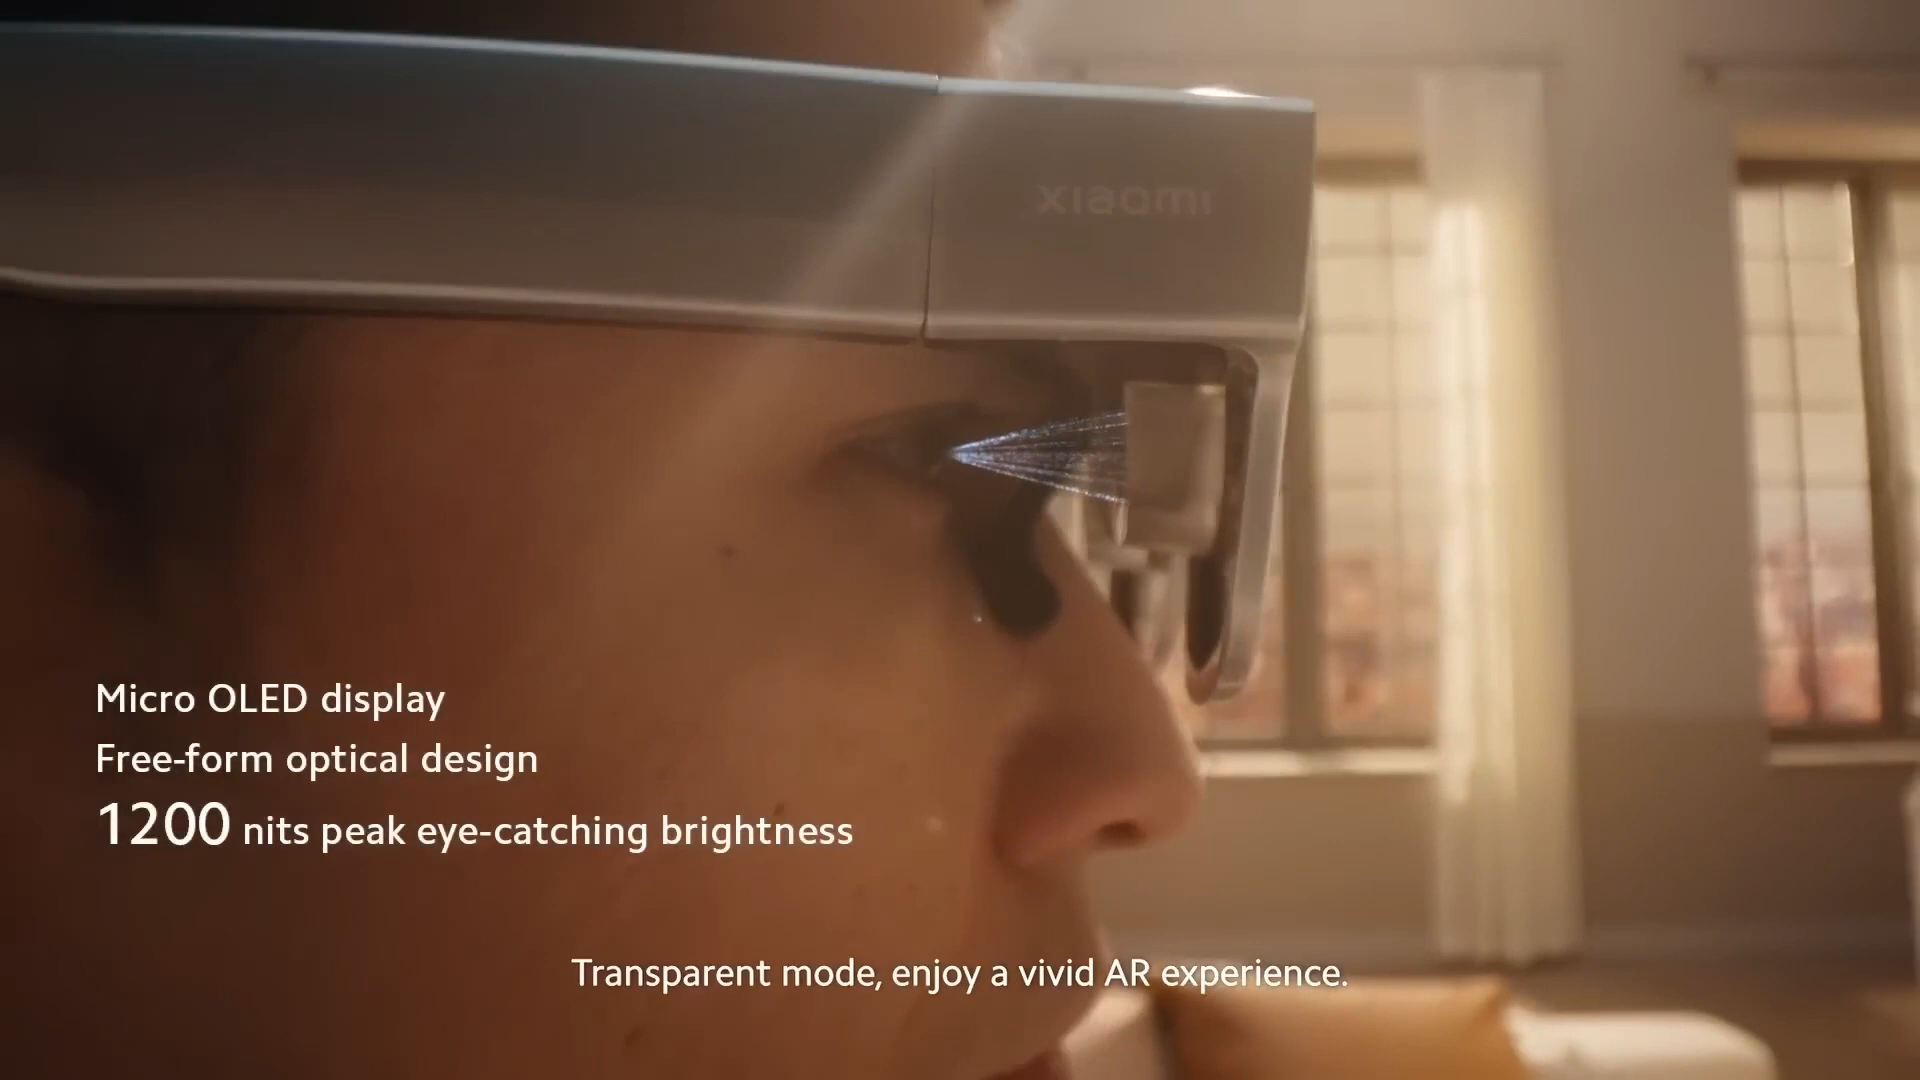 xiaomi
Micro OLED display
Free-form optical design
1200 nits peak eye-catching brightness
Transparent mode, enjoy a vivid AR experience.